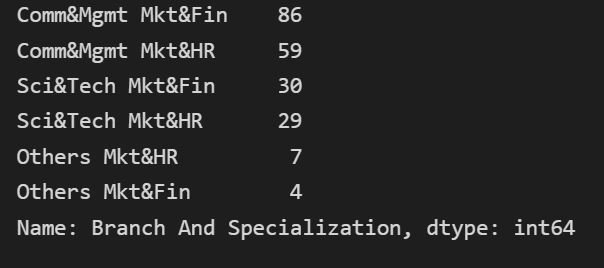 Comm&Mgmt Mkt&Fin    86
Comm&Mgmt Mkt&HR     59
Sci&Tech Mkt&Fin     30
Sci&Tech Mkt&HR      29
Others Mkt&HR         7
Others Mkt&Fin        4
Name: Branch And Specialization, dtype: int64